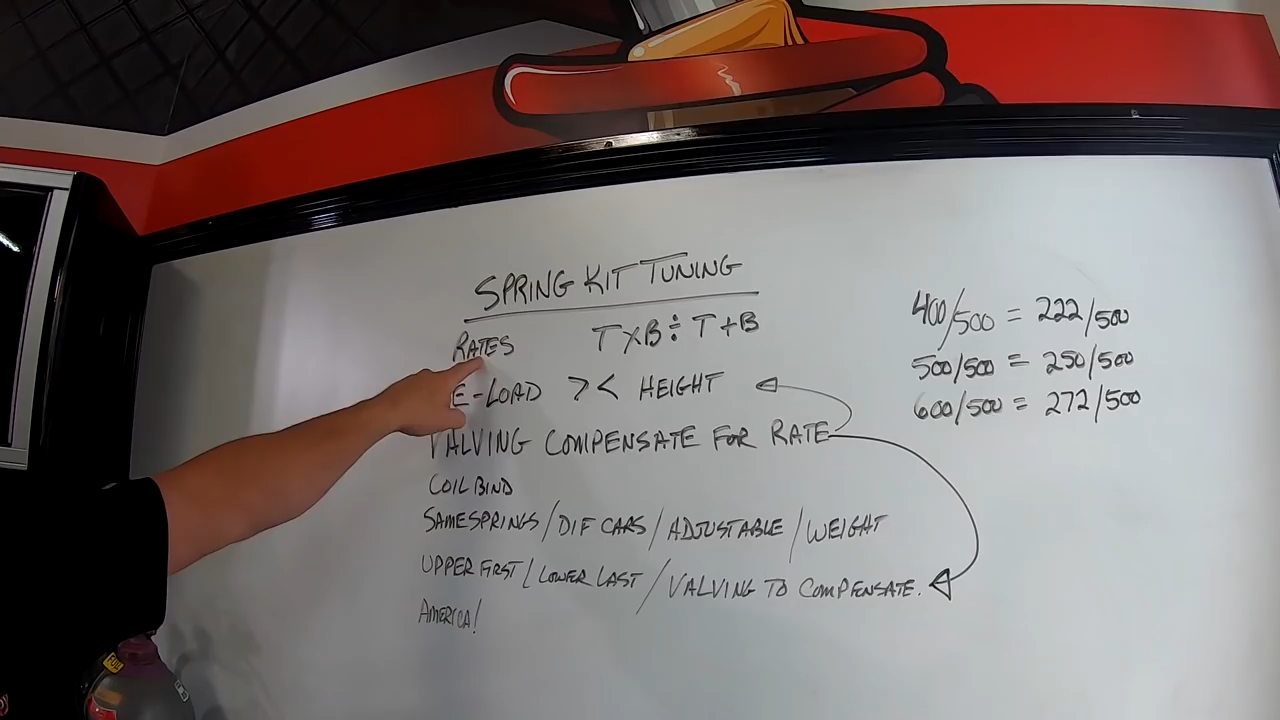 SPRING KIT TUNING
RATES T×B÷T+B
E-LOAD >< HEIGHT
VALVING COMPENSATE FOR RATE
COIL BIND
SAME SPRINGS/DIF CARS/ADJUSTABLE/WEIGHT
UPPER FIRST/LOWER LAST/VALVING TO COMPENSATE.
AMERICA!
400/500 = 222/500
500/500 = 250/500
600/500 = 272/500
FULL